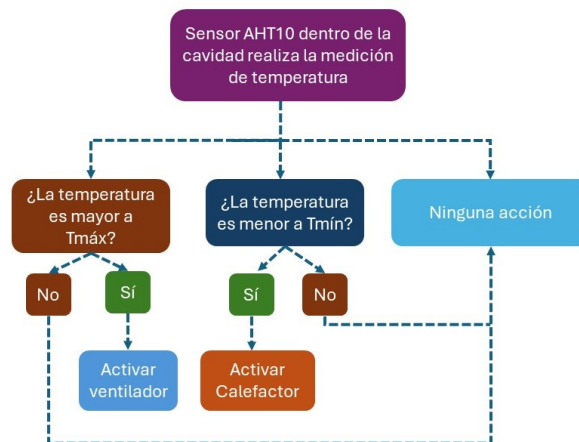 Sensor AHT10 dentro de la
cavidad realiza la medición
de temperatura
¿La temperatura
es mayor a
Tmáx?
¿La temperatura
es menor a Tmín?
Ninguna acción
No
Sí
Sí
No
Activar
ventilador
Activar
Calefactor